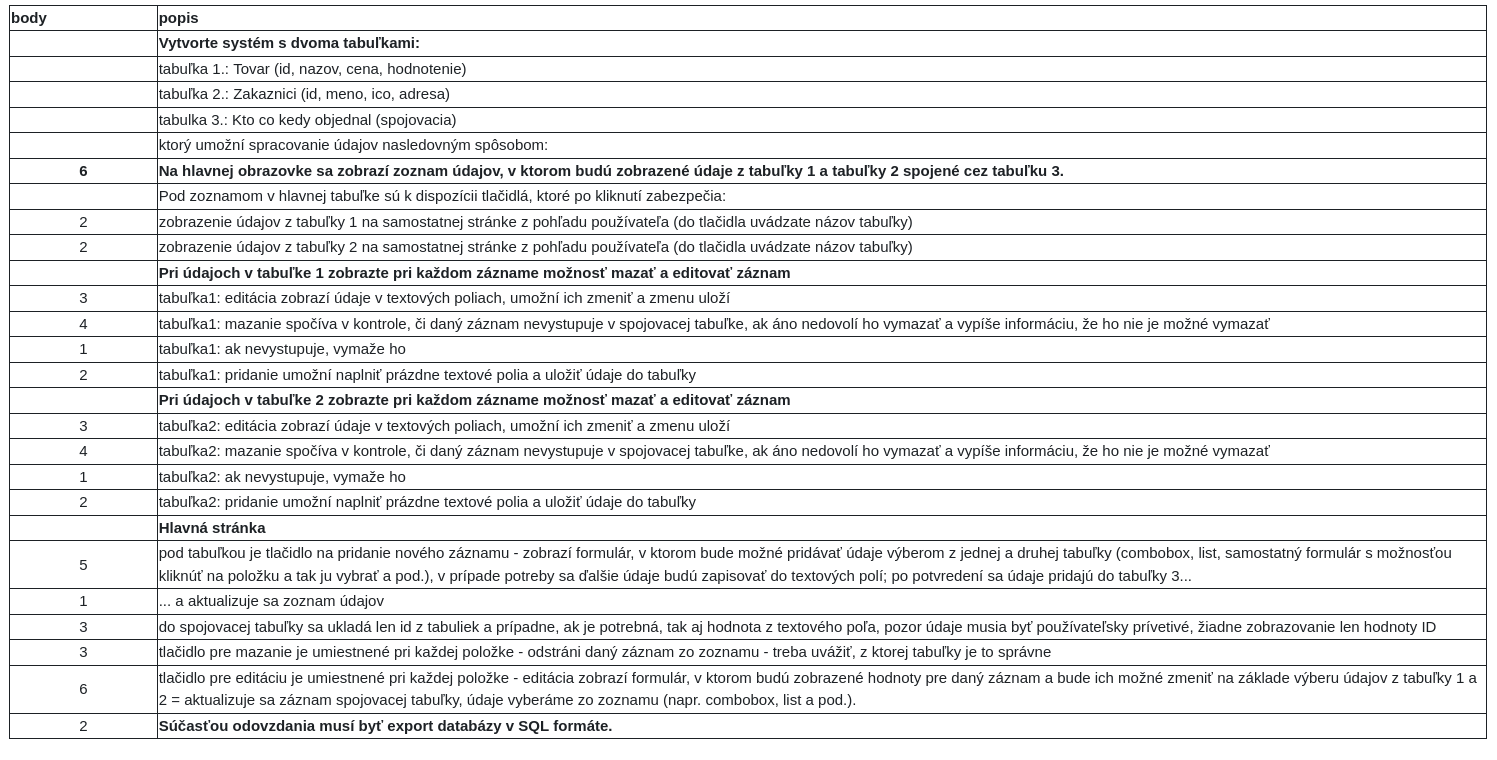 body popis
Vytvorte systém s dvoma tabuľkami:
tabuľka 1.: Tovar (id, nazov, cena, hodnotenie)
tabuľka 2.: Zakaznici (id, meno, ico, adresa)
tabulka 3.: Kto co kedy objednal (spojovacia)
ktorý umožní spracovanie údajov nasledovným spôsobom:
6 Na hlavnej obrazovke sa zobrazí zoznam údajov, v ktorom budú zobrazené údaje z tabuľky 1 a tabuľky 2 spojené cez tabuľku 3.
Pod zoznamom v hlavnej tabuľke sú k dispozícii tlačidlá, ktoré po kliknutí zabezpečia:
2 zobrazenie údajov z tabuľky 1 na samostatnej stránke z pohľadu používateľa (do tlačidla uvádzate názov tabuľky)
2 zobrazenie údajov z tabuľky 2 na samostatnej stránke z pohľadu používateľa (do tlačidla uvádzate názov tabuľky)
Pri údajoch v tabuľke 1 zobrazte pri každom zázname možnosť mazať a editovať záznam
3 tabuľka1: editácia zobrazí údaje v textových poliach, umožní ich zmeniť a zmenu uloží
4 tabuľka1: mazanie spočíva v kontrole, či daný záznam nevystupuje v spojovacej tabuľke, ak áno nedovolí ho vymazať a vypíše informáciu, že ho nie je možné vymazať
1 tabuľka1: ak nevystupuje, vymaže ho
2 tabuľka1: pridanie umožní naplniť prázdne textové polia a uložiť údaje do tabuľky
Pri údajoch v tabuľke 2 zobrazte pri každom zázname možnosť mazať a editovať záznam
3 tabuľka2: editácia zobrazí údaje v textových poliach, umožní ich zmeniť a zmenu uloží
4 tabuľka2: mazanie spočíva v kontrole, či daný záznam nevystupuje v spojovacej tabuľke, ak áno nedovolí ho vymazať a vypíše informáciu, že ho nie je možné vymazať
1 tabuľka2: ak nevystupuje, vymaže ho
2 tabuľka2: pridanie umožní naplniť prázdne textové polia a uložiť údaje do tabuľky
Hlavná stránka
5 pod tabuľkou je tlačidlo na pridanie nového záznamu - zobrazí formulár, v ktorom bude možné pridávať údaje výberom z jednej a druhej tabuľky (combobox, list, samostatný formulár s možnosťou
kliknúť na položku a tak ju vybrať a pod.), v prípade potreby sa ďalšie údaje budú zapisovať do textových polí; po potvredení sa údaje pridajú do tabuľky 3...
1 ... a aktualizuje sa zoznam údajov
3 do spojovacej tabuľky sa ukladá len id z tabuliek a prípadne, ak je potrebná, tak aj hodnota z textového poľa, pozor údaje musia byť používateľsky prívetivé, žiadne zobrazovanie len hodnoty ID
3 tlačidlo pre mazanie je umiestnené pri každej položke - odstráni daný záznam zo zoznamu - treba uvážiť, z ktorej tabuľky je to správne
6 tlačidlo pre editáciu je umiestnené pri každej položke - editácia zobrazí formulár, v ktorom budú zobrazené hodnoty pre daný záznam a bude ich možné zmeniť na základe výberu údajov z tabuľky 1 a
2 = aktualizuje sa záznam spojovacej tabuľky, údaje vyberáme zo zoznamu (napr. combobox, list a pod.).
2 Súčasťou odovzdania musí byť export databázy v SQL formáte.